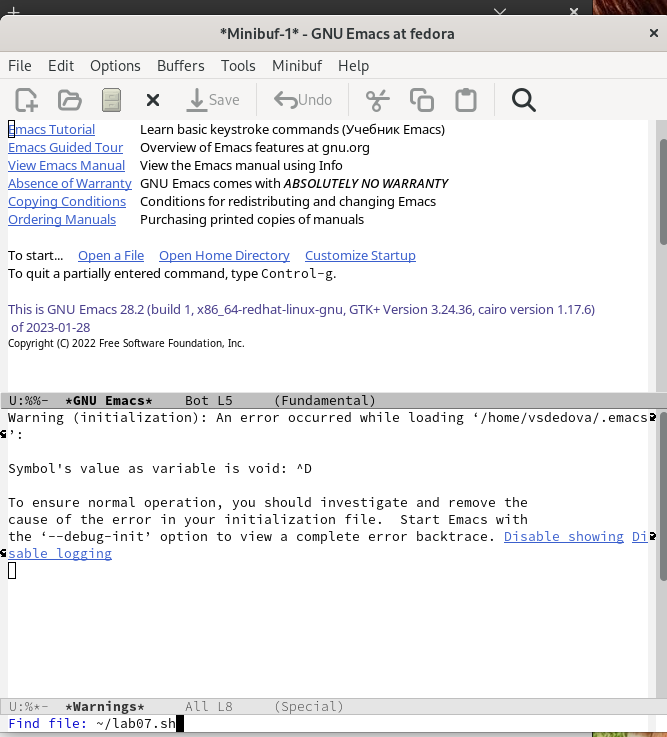 *Minibuf-1* - GNU Emacs at fedora
File Edit Options Buffers Tools Minibuf Help
Save Undo
Emacs Tutorial Learn basic keystroke commands (Учебник Emacs)
Emacs Guided Tour Overview of Emacs features at gnu.org
View Emacs Manual View the Emacs manual using Info
Absence of Warranty GNU Emacs comes with ABSOLUTELY NO WARRANTY
Copying Conditions Conditions for redistributing and changing Emacs
Ordering Manuals Purchasing printed copies of manuals
To start... Open a File Open Home Directory Customize Startup
To quit a partially entered command, type Control-g.
This is GNU Emacs 28.2 (build 1, x86_64-redhat-linux-gnu, GTK+ Version 3.24.36, cairo version 1.17.6)
of 2023-01-28
Copyright (C) 2022 Free Software Foundation, Inc.
U:%%- *GNU Emacs* Bot L5 (Fundamental)
Warning (initialization): An error occurred while loading ‘/home/vsdedova/.emacs
’:
Symbol's value as variable is void: ^D
To ensure normal operation, you should investigate and remove the
cause of the error in your initialization file. Start Emacs with
the ‘--debug-init’ option to view a complete error backtrace. Disable showing Di
sable logging
U:%*- *Warnings* All L8 (Special)
Find file: ~/lab07.sh